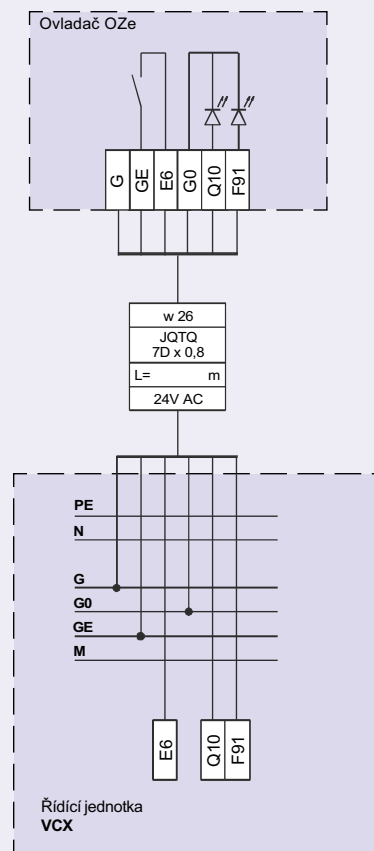 Ovladač OZe
G GE E6 G0 Q10 F91
w 26
JQTQ
7D x 0,8
L= m
24V AC
PE
N
G
G0
GE
M
E6 Q10 F91
Řídící jednotka
VCX